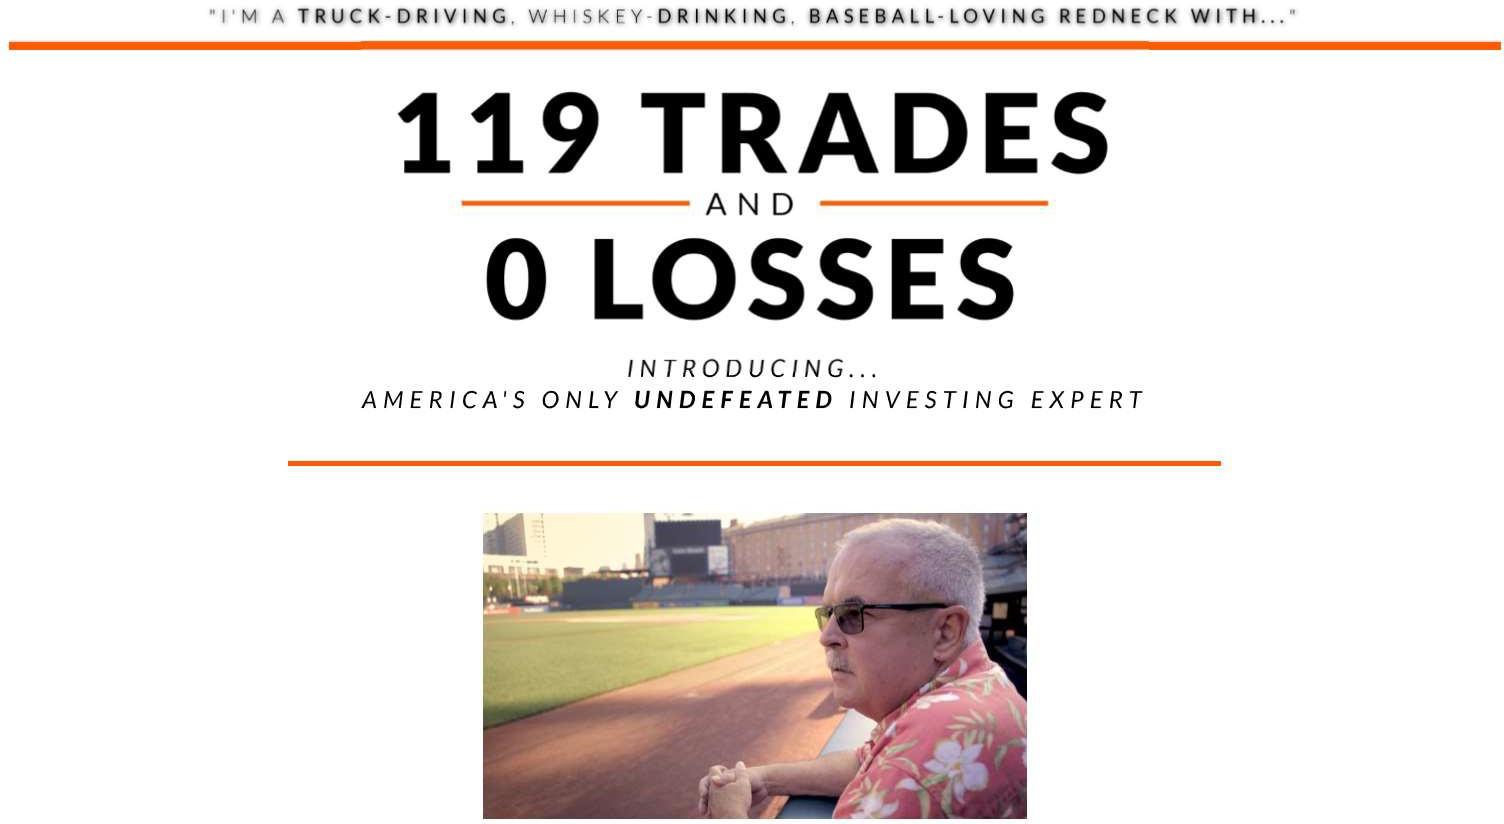 "I'M A TRUCK-DRIVING, WHISKEY-DRINKING, BASEBALL-LOVING REDNECK WITH..."
119 TRADES
AND
0 LOSSES
INTRODUCING...
AMERICA'S ONLY UNDEFEATED INVESTING EXPERT